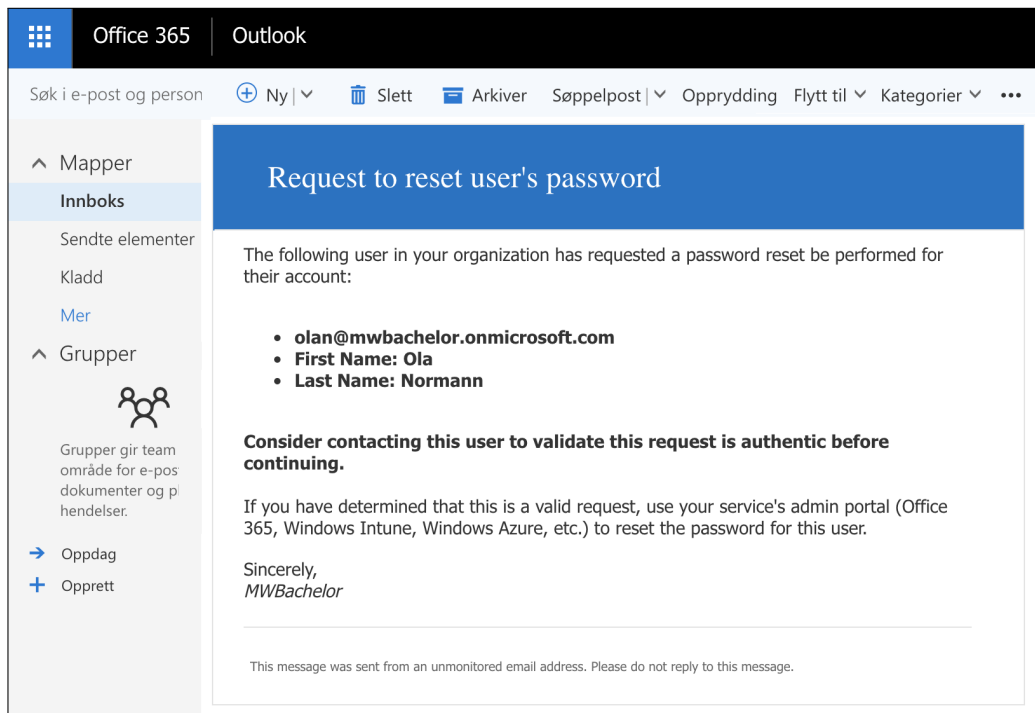 Office 365
Outlook
Søk i e-post og person
Ny
Slett
Arkiver
Søppelpost
Opprydding
Flytt til
Kategorier
Mapper
Innboks
Sendte elementer
Kladd
Mer
Grupper
Grupper gir team
område for e-pos
dokumenter og pl
hendelser.
Oppdag
Opprett
Request to reset user's password
The following user in your organization has requested a password reset be performed for
their account:
• olan@mwbachelor.onmicrosoft.com
• First Name: Ola
• Last Name: Normann
Consider contacting this user to validate this request is authentic before
continuing.
If you have determined that this is a valid request, use your service's admin portal (Office
365, Windows Intune, Windows Azure, etc.) to reset the password for this user.
Sincerely,
MWBachelor
This message was sent from an unmonitored email address. Please do not reply to this message.